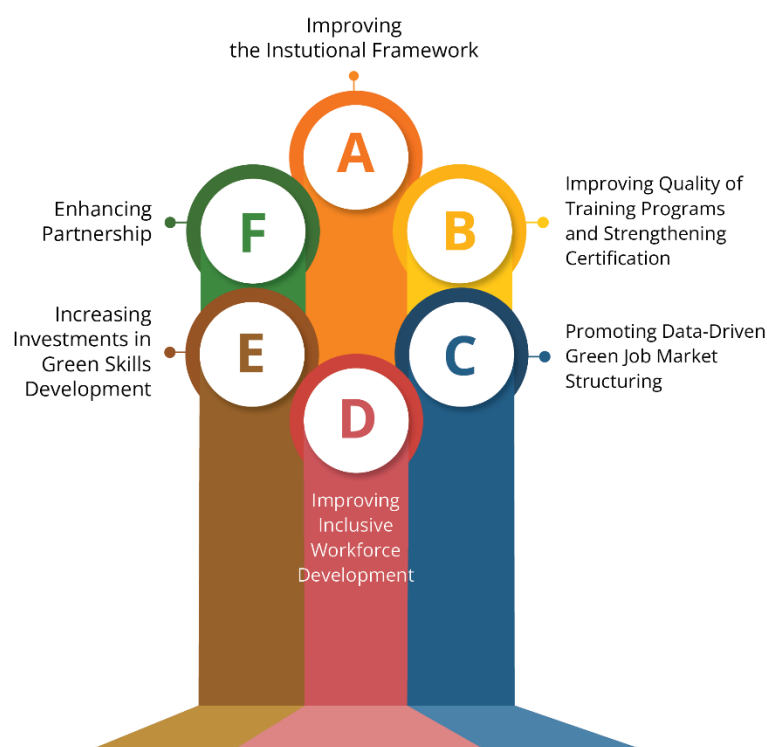 Improving
the Instutional Framework
A
B
Improving Quality of
Training Programs
and Strengthening
Certification
C
Promoting Data-Driven
Green Job Market
Structuring
D
Improving
Inclusive
Workforce
Development
E
Increasing
Investments in
Green Skills
Development
F
Enhancing
Partnership